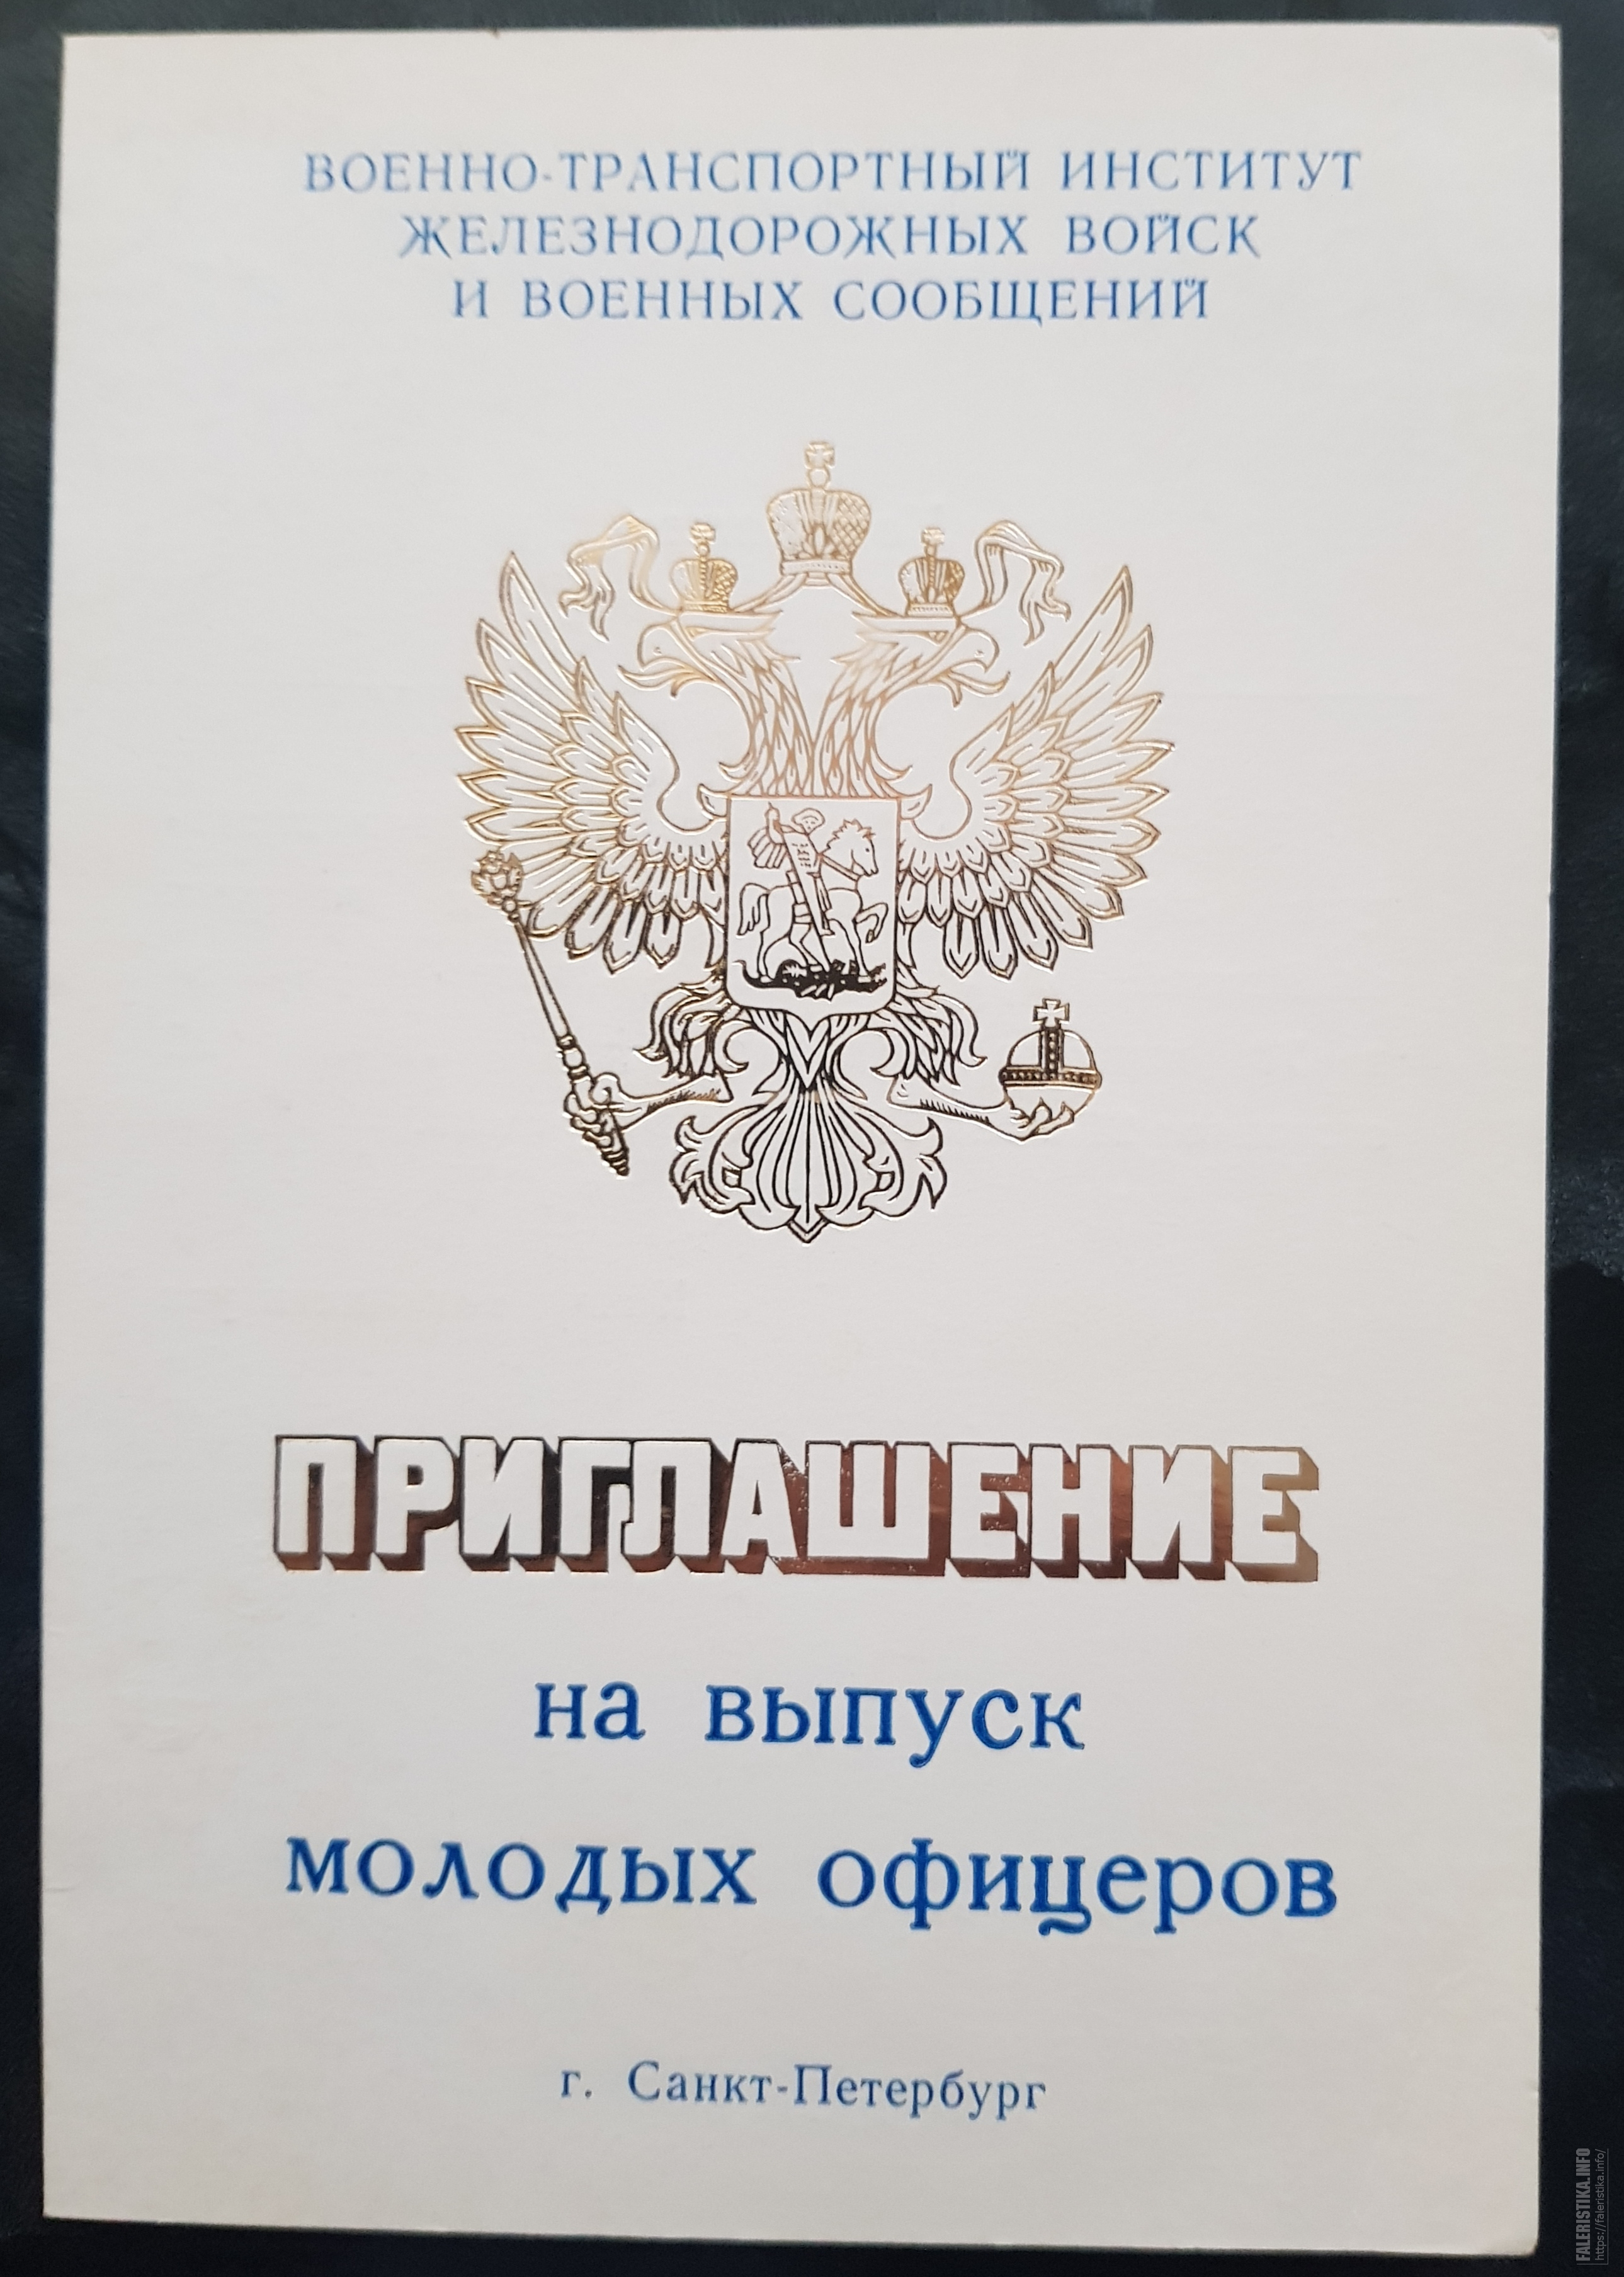 ВОЕННО-ТРАНСПОРТНЫЙ ИНСТИТУТ
ЖЕЛЕЗНОДОРОЖНЫХ ВОЙСК
И ВОЕННЫХ СООБЩЕНИЙ
ПРИГЛАШЕНИЕ
на выпуск
молодых офицеров
г. Санкт-Петербург
FALERISTIKA.INFO
https://faleristika.info/